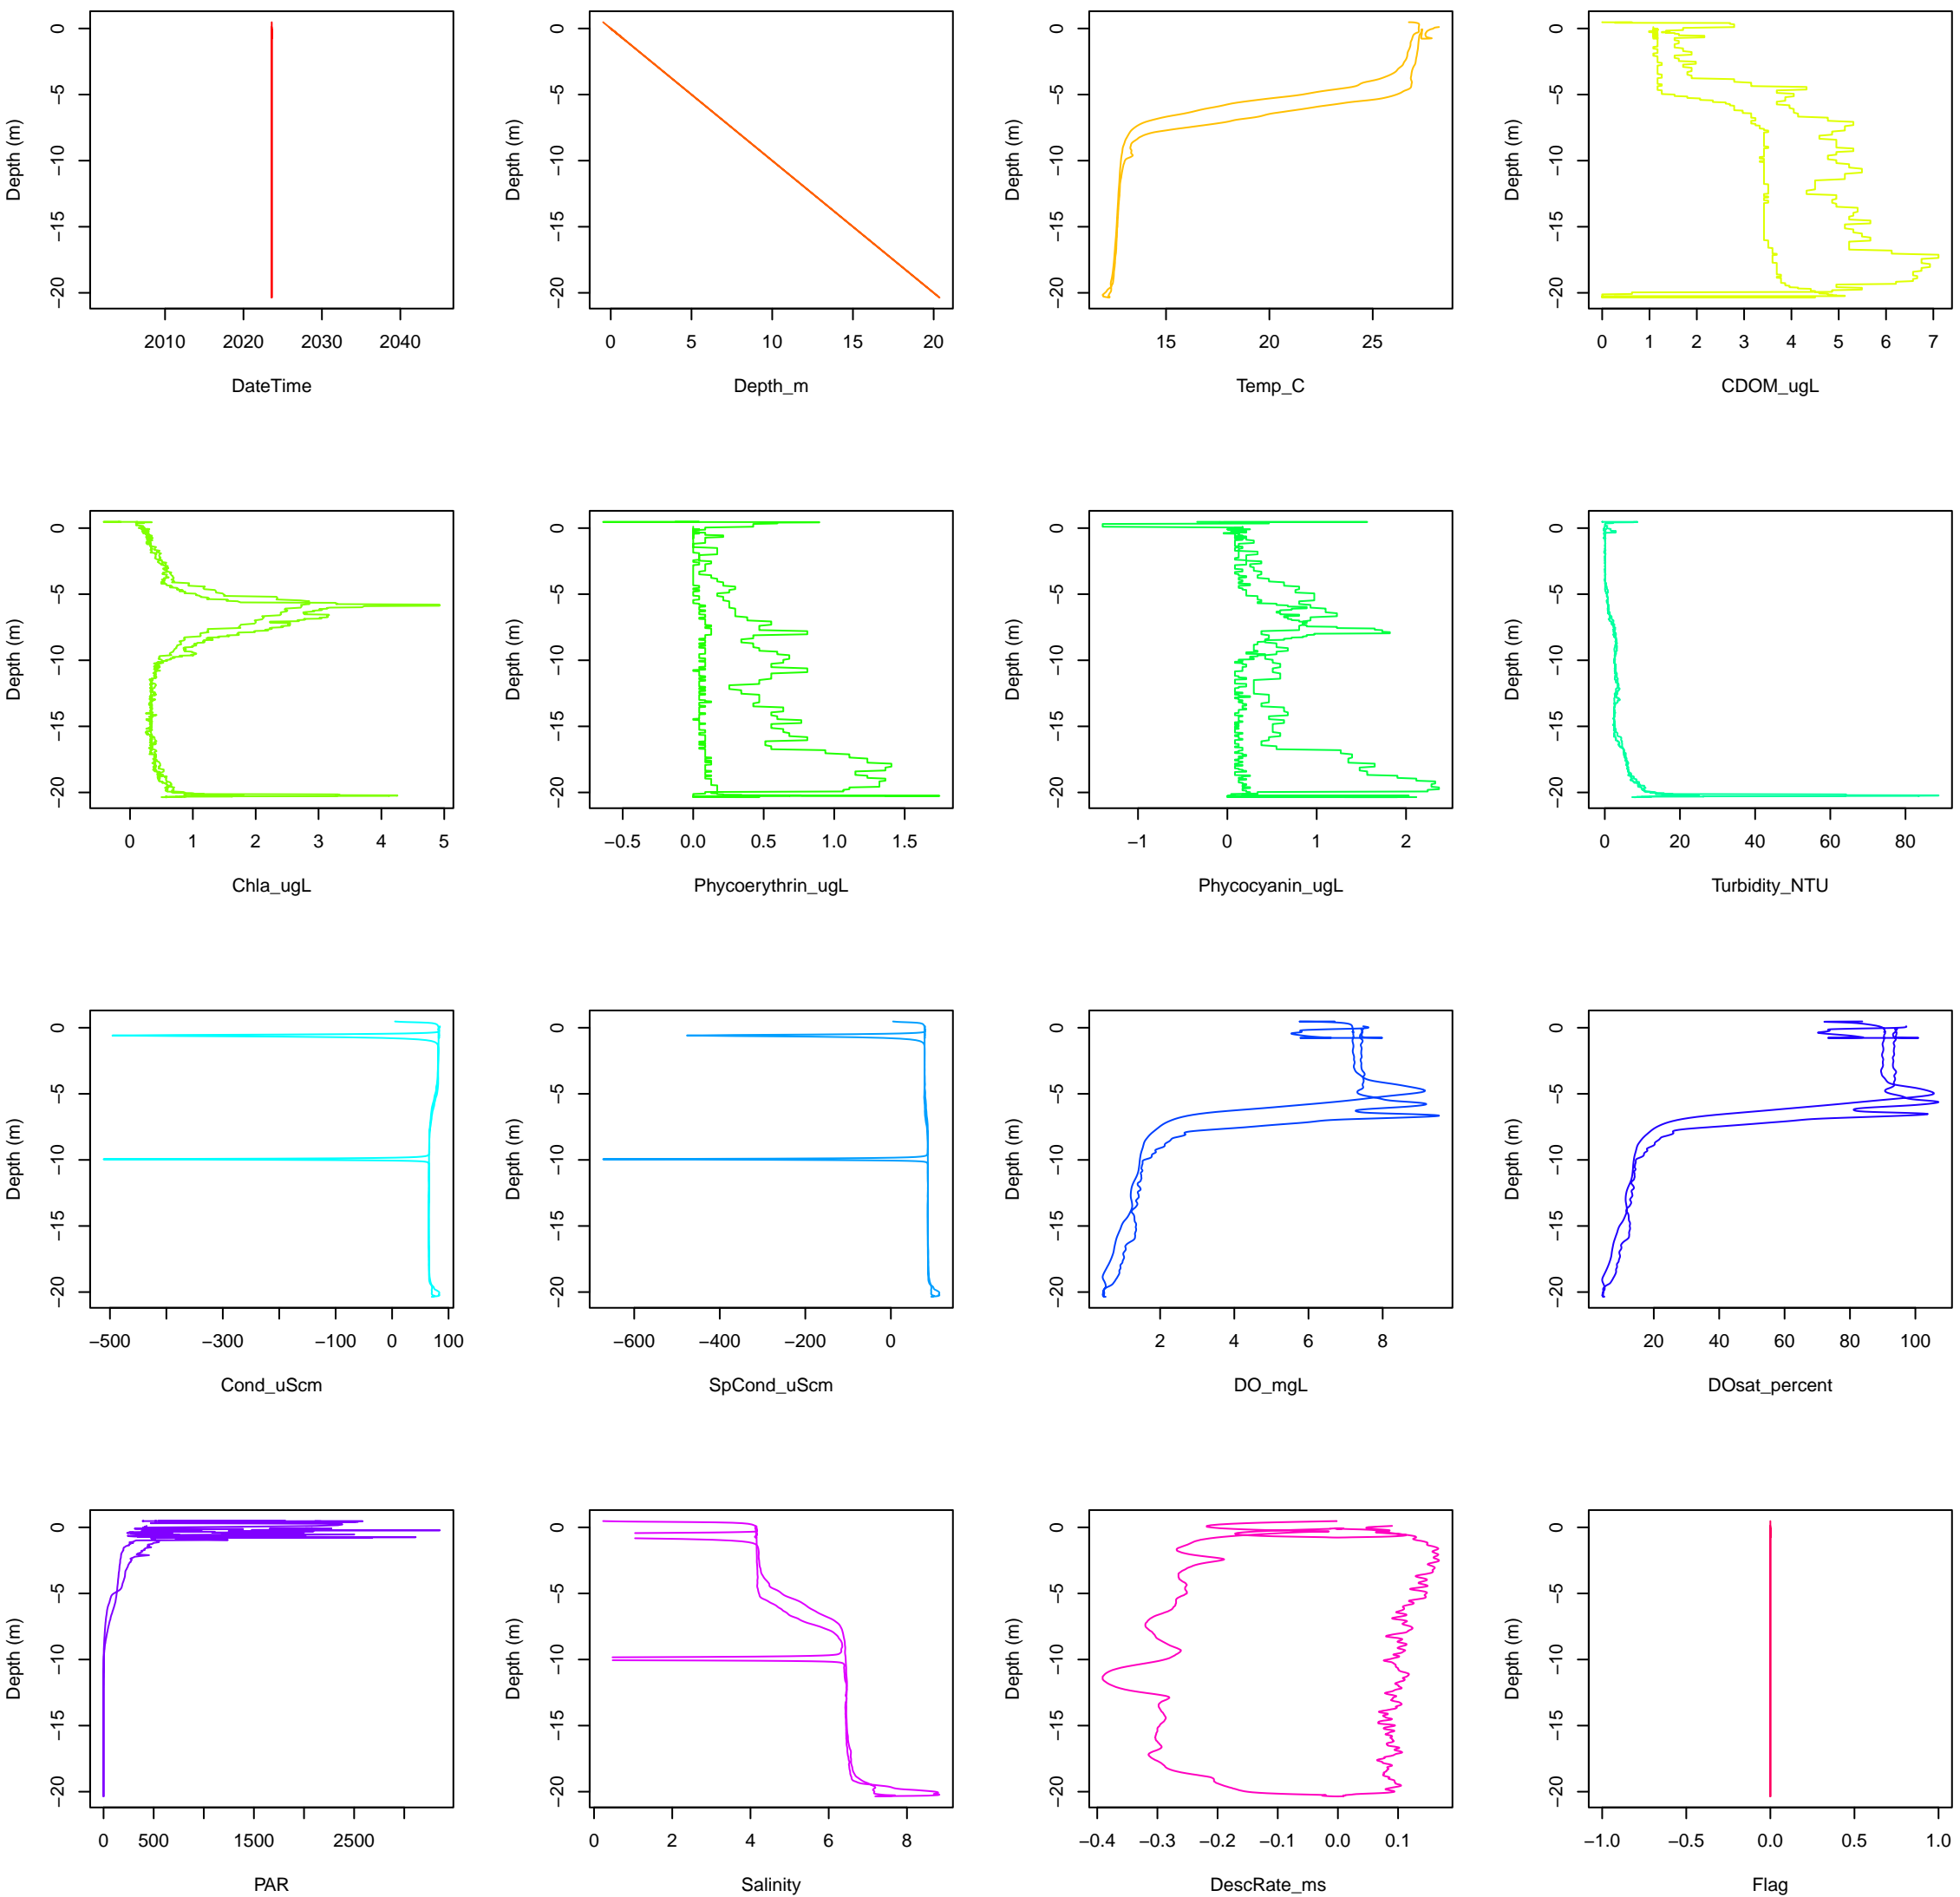 Depth (m)
0
−5
−10
−15
−20
2010 2020 2030 2040
DateTime
Depth (m)
0
−5
−10
−15
−20
0 5 10 15 20
Depth_m
Depth (m)
0
−5
−10
−15
−20
15 20 25
Temp_C
Depth (m)
0
−5
−10
−15
−20
0 1 2 3 4 5 6 7
CDOM_ugL
Depth (m)
0
−5
−10
−15
−20
0 1 2 3 4 5
Chla_ugL
Depth (m)
0
−5
−10
−15
−20
−0.5 0.0 0.5 1.0 1.5
Phycoerythrin_ugL
Depth (m)
0
−5
−10
−15
−20
−1 0 1 2
Phycocyanin_ugL
Depth (m)
0
−5
−10
−15
−20
0 20 40 60 80
Turbidity_NTU
Depth (m)
0
−5
−10
−15
−20
−500 −300 −100 0 100
Cond_uScm
Depth (m)
0
−5
−10
−15
−20
−600 −400 −200 0
SpCond_uScm
Depth (m)
0
−5
−10
−15
−20
2 4 6 8
DO_mgL
Depth (m)
0
−5
−10
−15
−20
20 40 60 80 100
DOsat_percent
Depth (m)
0
−5
−10
−15
−20
0 500 1500 2500
PAR
Depth (m)
0
−5
−10
−15
−20
0 2 4 6 8
Salinity
Depth (m)
0
−5
−10
−15
−20
−0.4 −0.3 −0.2 −0.1 0.0 0.1
DescRate_ms
Depth (m)
0
−5
−10
−15
−20
−1.0 −0.5 0.0 0.5 1.0
Flag